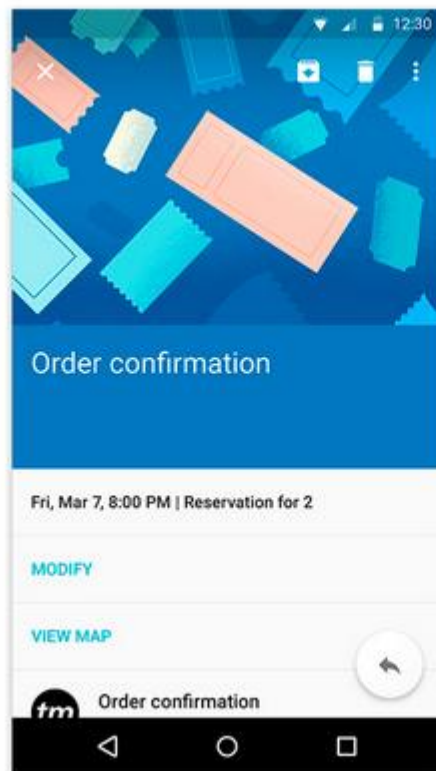 12:30
Order confirmation
Fri, Mar 7, 8:00 PM | Reservation for 2
MODIFY
VIEW MAP
Order confirmation
tm